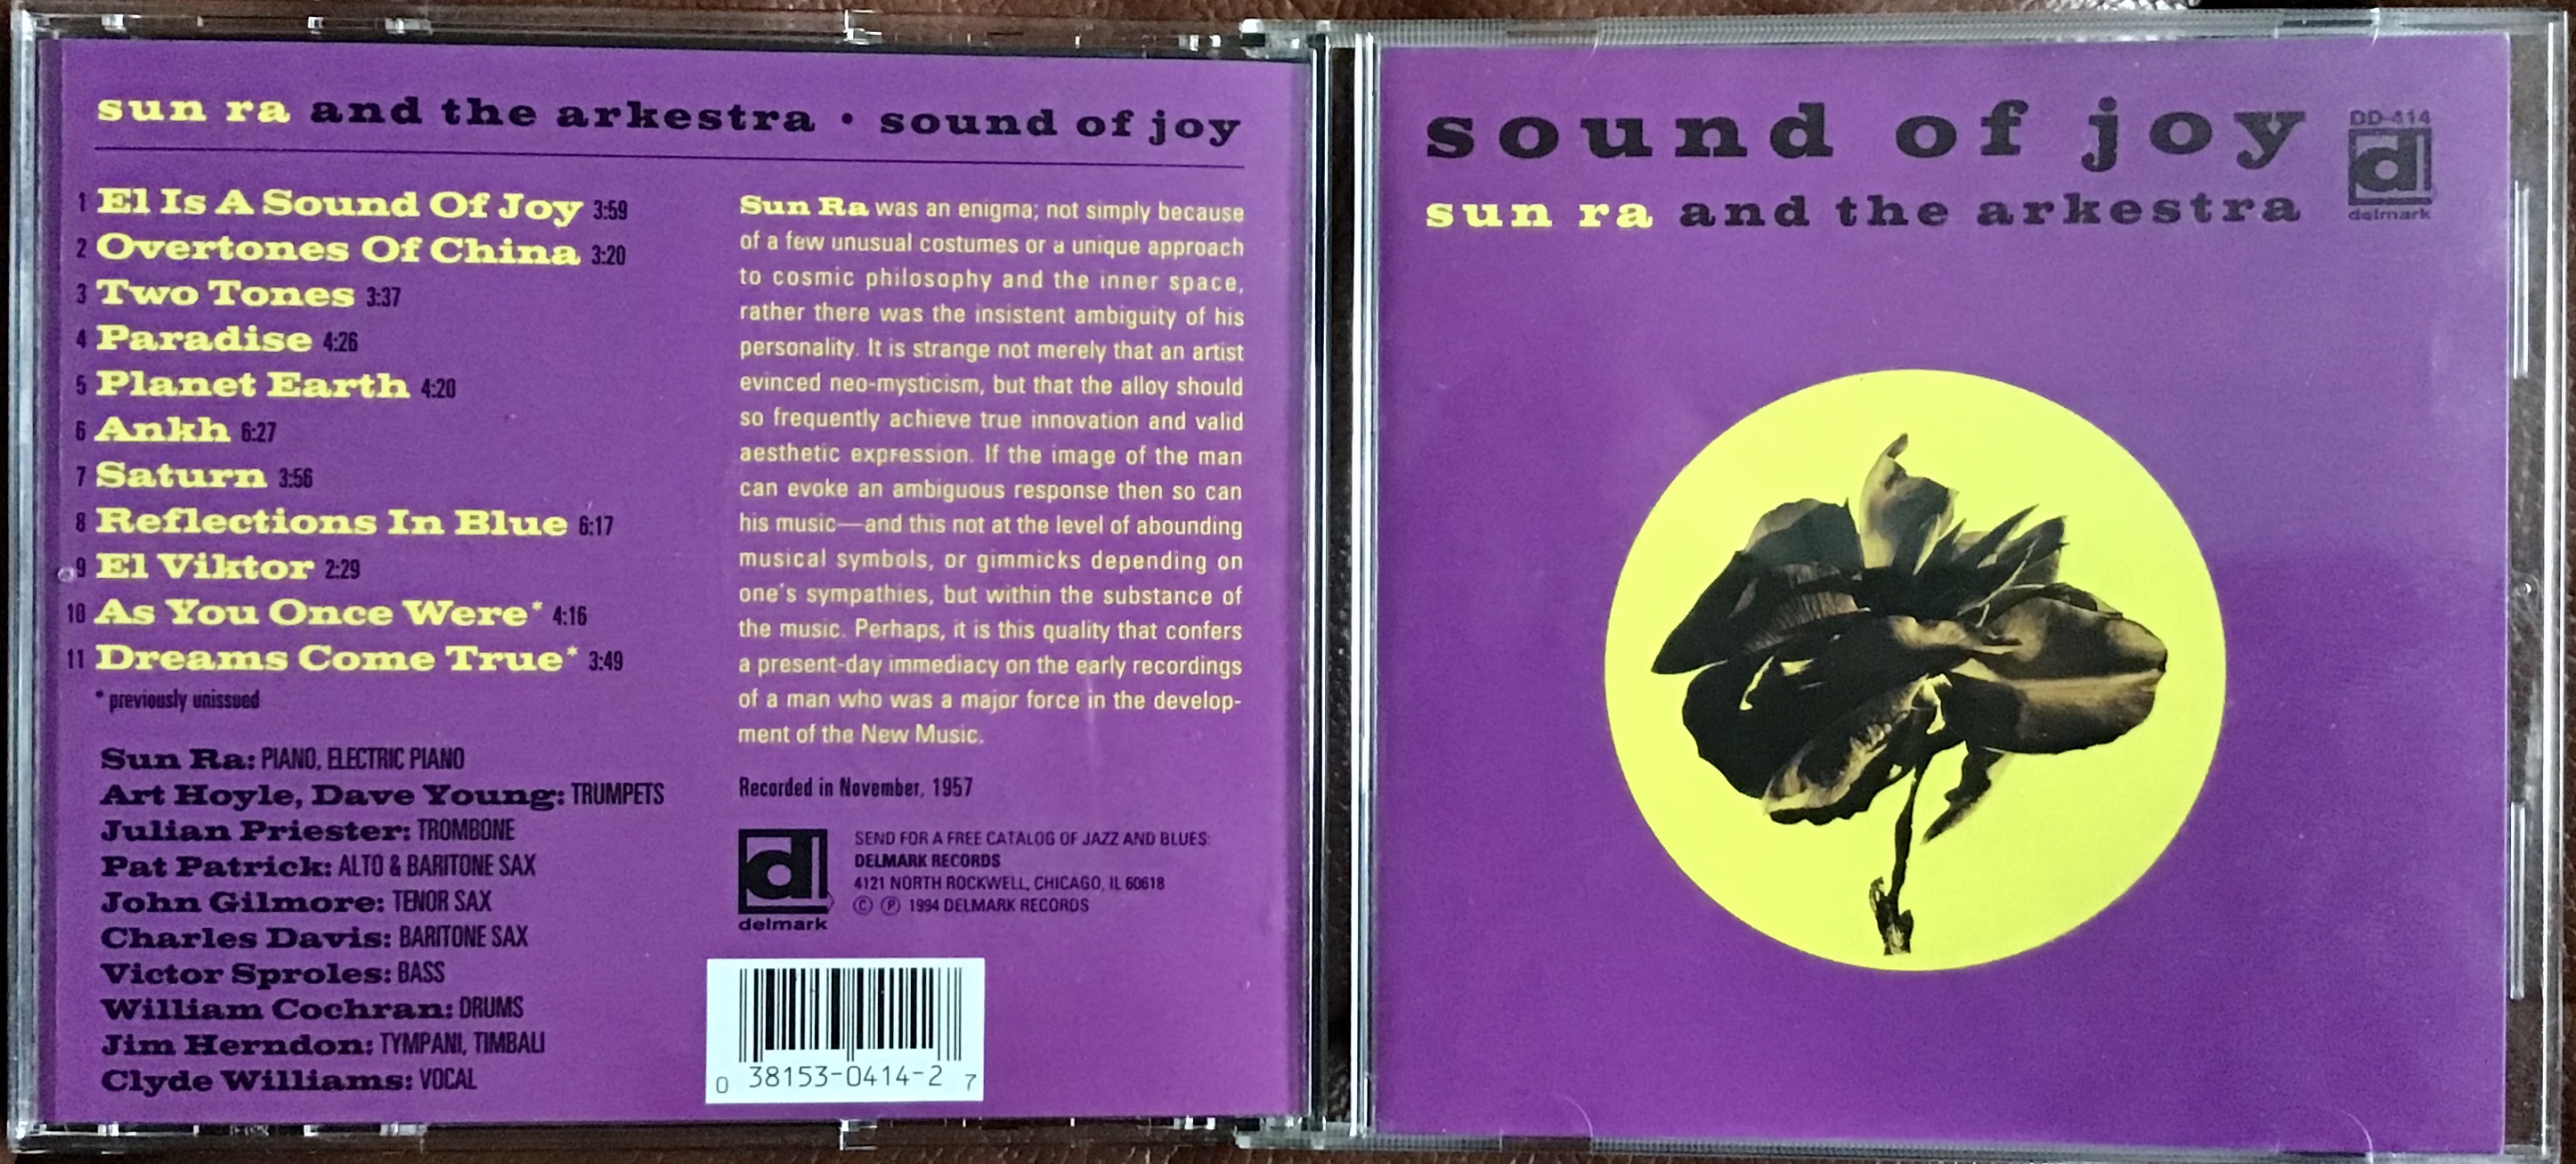 sun ra and the arkestra • sound of joy
1 El Is A Sound Of Joy 3:59
2 Overtones Of China 3:20
3 Two Tones 3:37
4 Paradise 4:26
5 Planet Earth 4:20
6 Ankh 6:27
7 Saturn 3:56
8 Reflections In Blue 6:17
9 El Viktor 2:29
10 As You Once Were* 4:16
11 Dreams Come True* 3:49
* previously unissued
Sun Ra: PIANO, ELECTRIC PIANO
Art Hoyle, Dave Young: TRUMPETS
Julian Priester: TROMBONE
Pat Patrick: ALTO & BARITONE SAX
John Gilmore: TENOR SAX
Charles Davis: BARITONE SAX
Victor Sproles: BASS
William Cochran: DRUMS
Jim Herndon: TYMPANI, TIMBALI
Clyde Williams: VOCAL
Sun Ra was an enigma; not simply because
of a few unusual costumes or a unique approach
to cosmic philosophy and the inner space,
rather there was the insistent ambiguity of his
personality. It is strange not merely that an artist
evinced neo-mysticism, but that the alloy should
so frequently achieve true innovation and valid
aesthetic expression. If the image of the man
can evoke an ambiguous response then so can
his music—and this not at the level of abounding
musical symbols, or gimmicks depending on
one's sympathies, but within the substance of
the music. Perhaps, it is this quality that confers
a present-day immediacy on the early recordings
of a man who was a major force in the develop-
ment of the New Music.
Recorded in November, 1957
d
delmark
SEND FOR A FREE CATALOG OF JAZZ AND BLUES:
DELMARK RECORDS
4121 NORTH ROCKWELL, CHICAGO, IL 60618
© ℗ 1994 DELMARK RECORDS
0 38153-0414-2 7
sound of joy
sun ra and the arkestra
DD-414
d
delmark